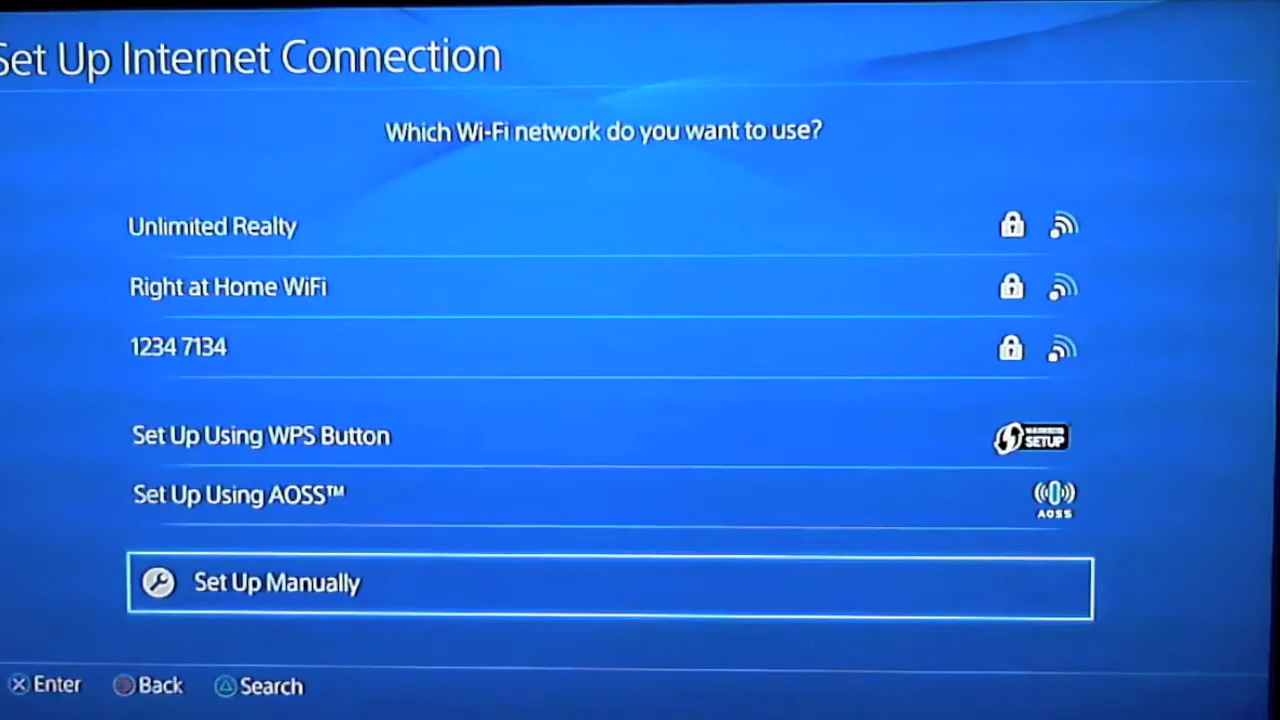 Set Up Internet Connection
Which Wi-Fi network do you want to use?
Unlimited Realty
Right at Home WiFi
1234 7134
Set Up Using WPS Button
SETUP
Set Up Using AOSS™
AOSS
Set Up Manually
Enter Back Search